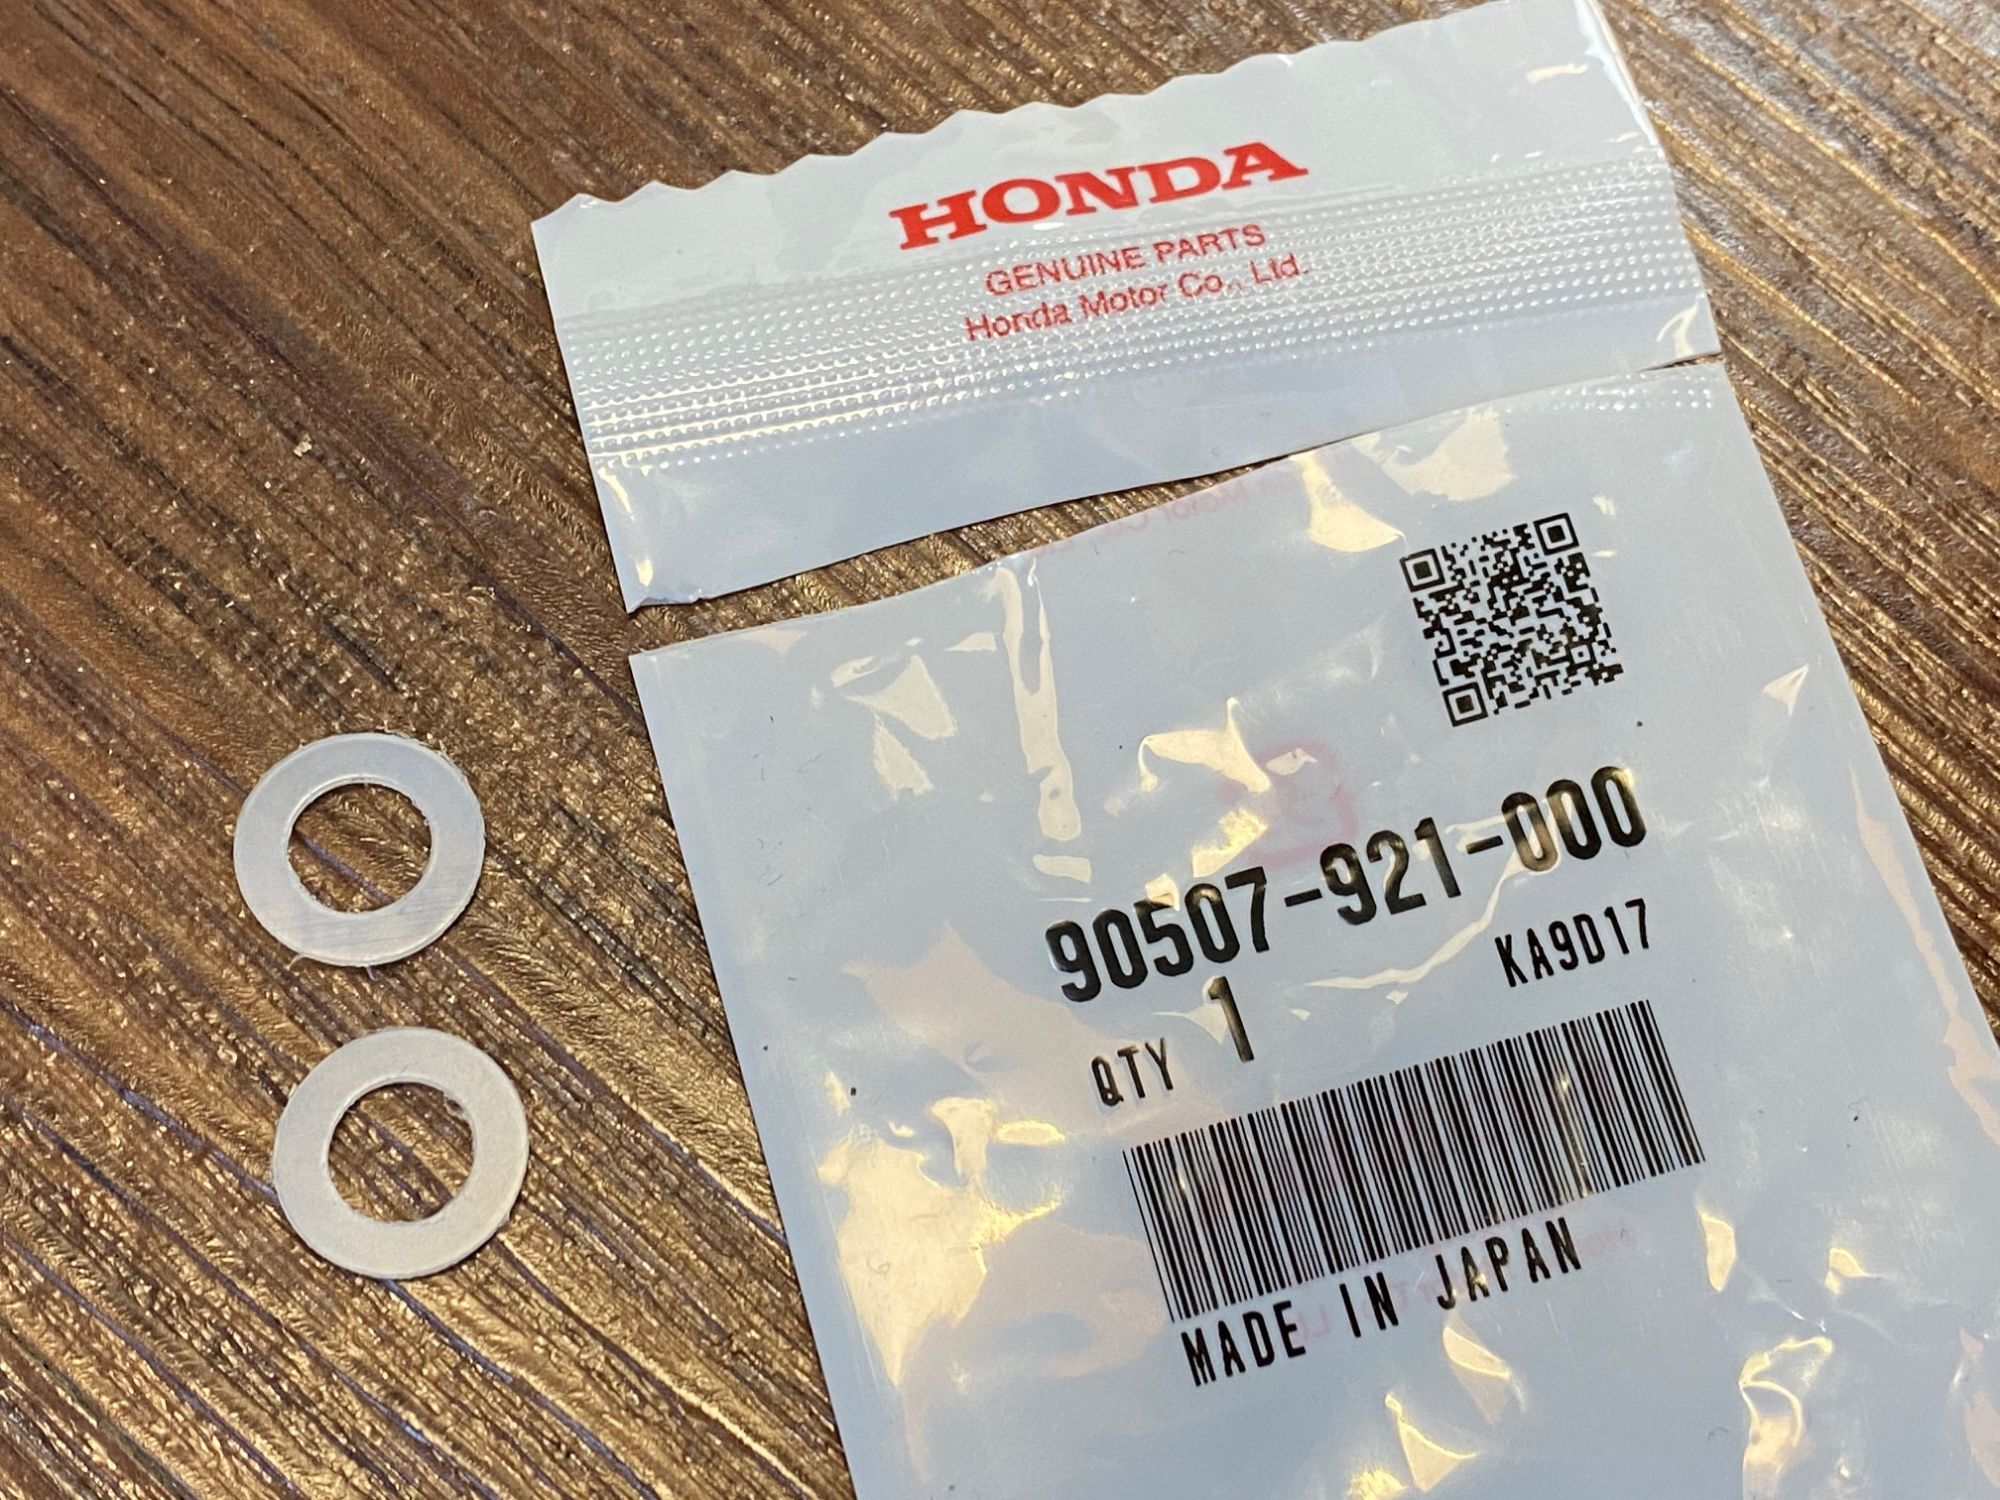 HONDA
GENUINE PARTS
Honda Motor Co., Ltd.
90507-921-000
QTY 1
KA9D17
MADE IN JAPAN